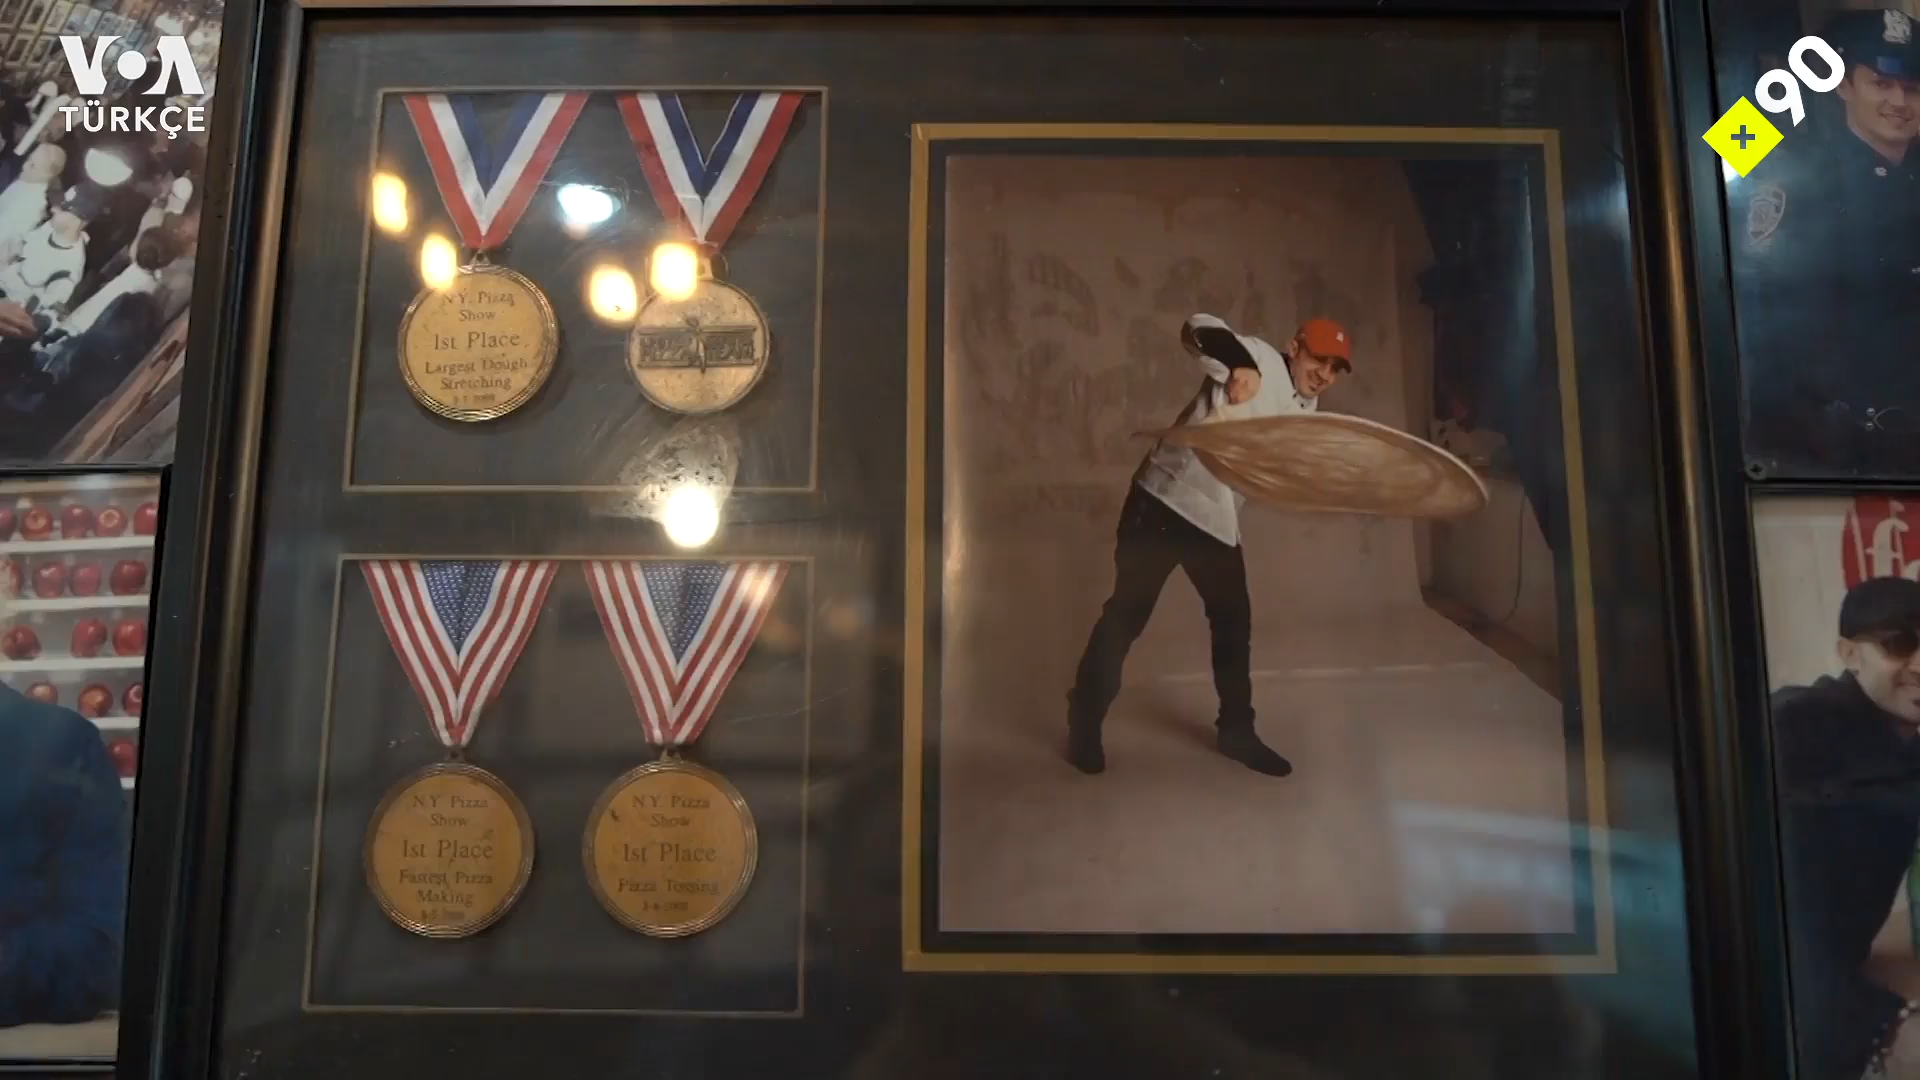 VOA
TÜRKÇE
+90
N.Y. Pizza
Show
1st Place
Largest Dough
Stretching
N.Y. Pizza
Show
1st Place
Fastest Pizza
Making
N.Y. Pizza
Show
1st Place
Pizza Tossing